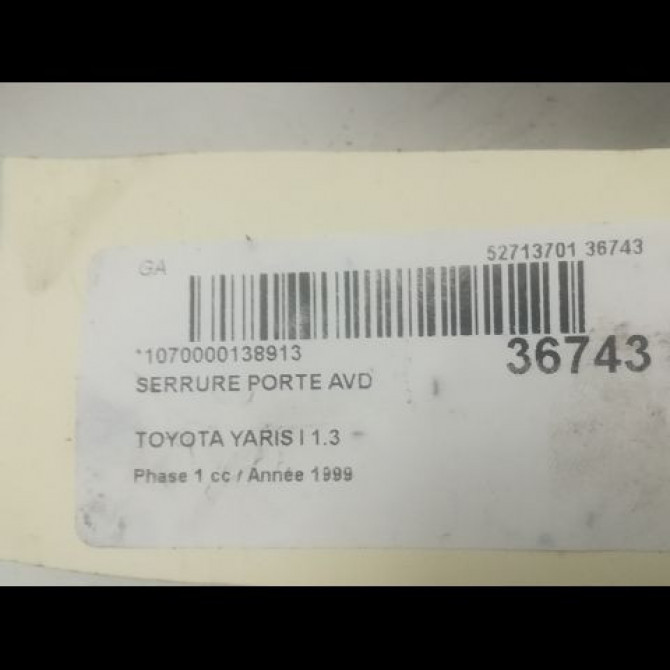 GA
52713701 36743
*1070000138913
36743
SERRURE PORTE AVD
TOYOTA YARIS I 1.3
Phase 1 cc / Année 1999